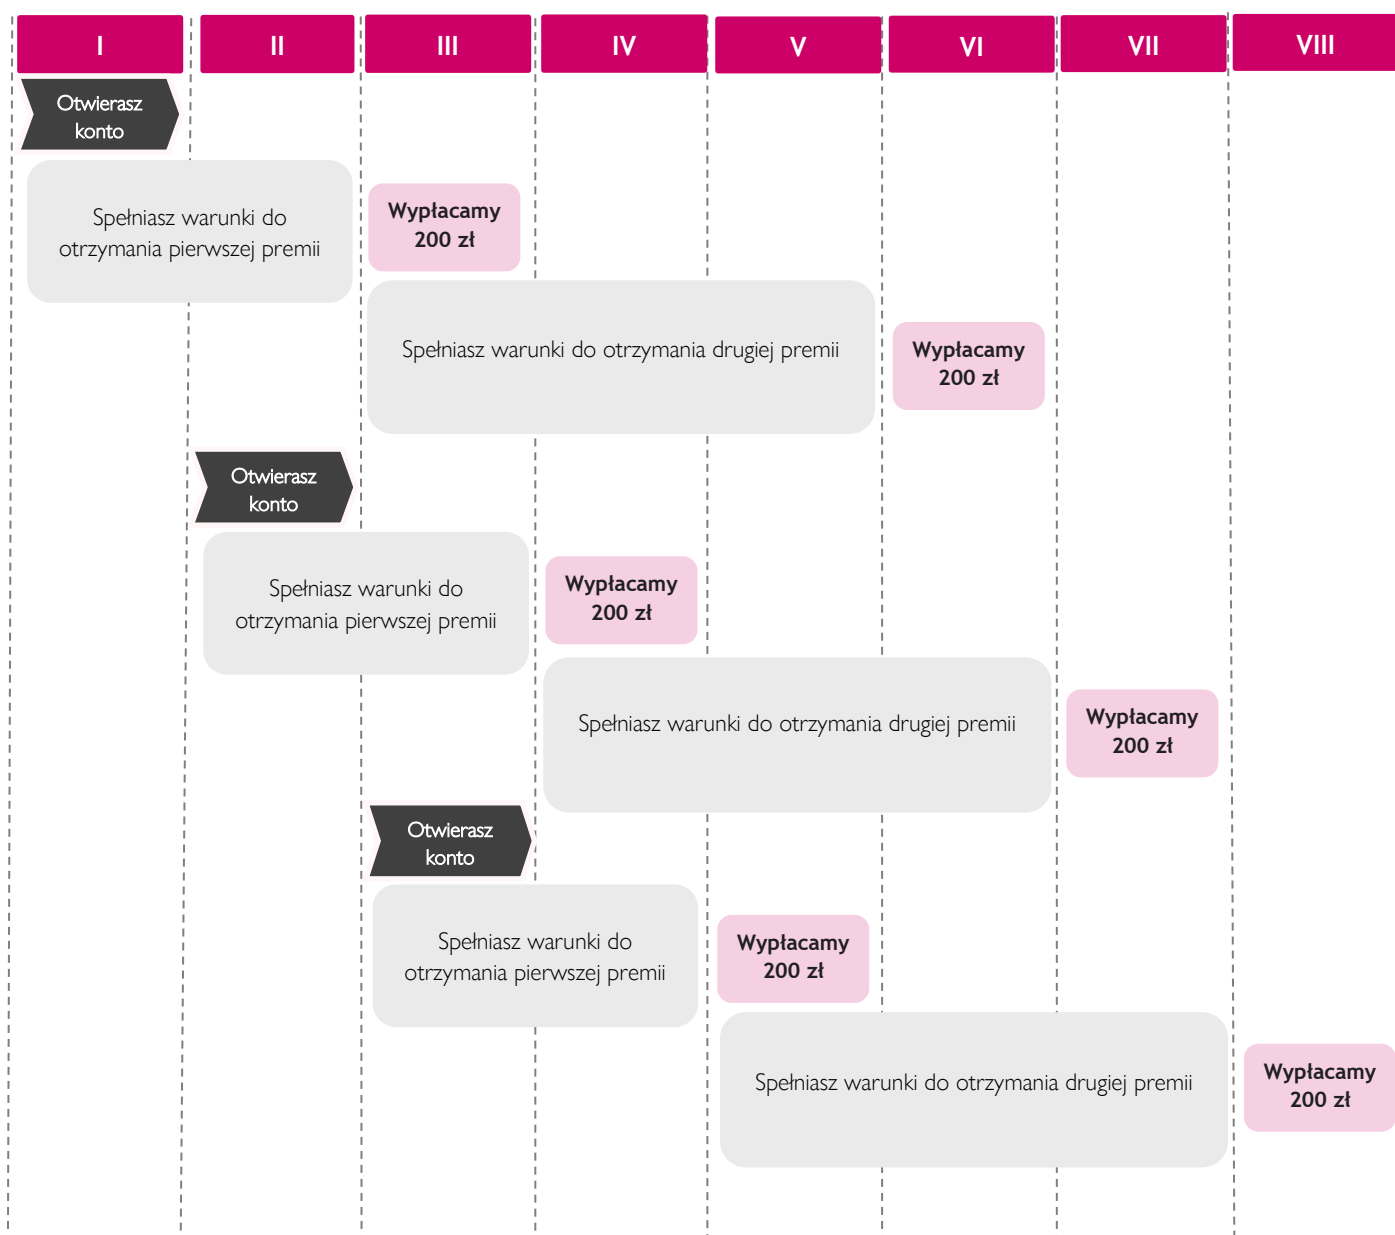 I
II
III
IV
V
VI
VII
VIII
Otwierasz
konto
Spełniasz warunki do
otrzymania pierwszej premii
Wypłacamy
200 zł
Spełniasz warunki do otrzymania drugiej premii
Wypłacamy
200 zł
Otwierasz
konto
Spełniasz warunki do
otrzymania pierwszej premii
Wypłacamy
200 zł
Spełniasz warunki do otrzymania drugiej premii
Wypłacamy
200 zł
Otwierasz
konto
Spełniasz warunki do
otrzymania pierwszej premii
Wypłacamy
200 zł
Spełniasz warunki do otrzymania drugiej premii
Wypłacamy
200 zł